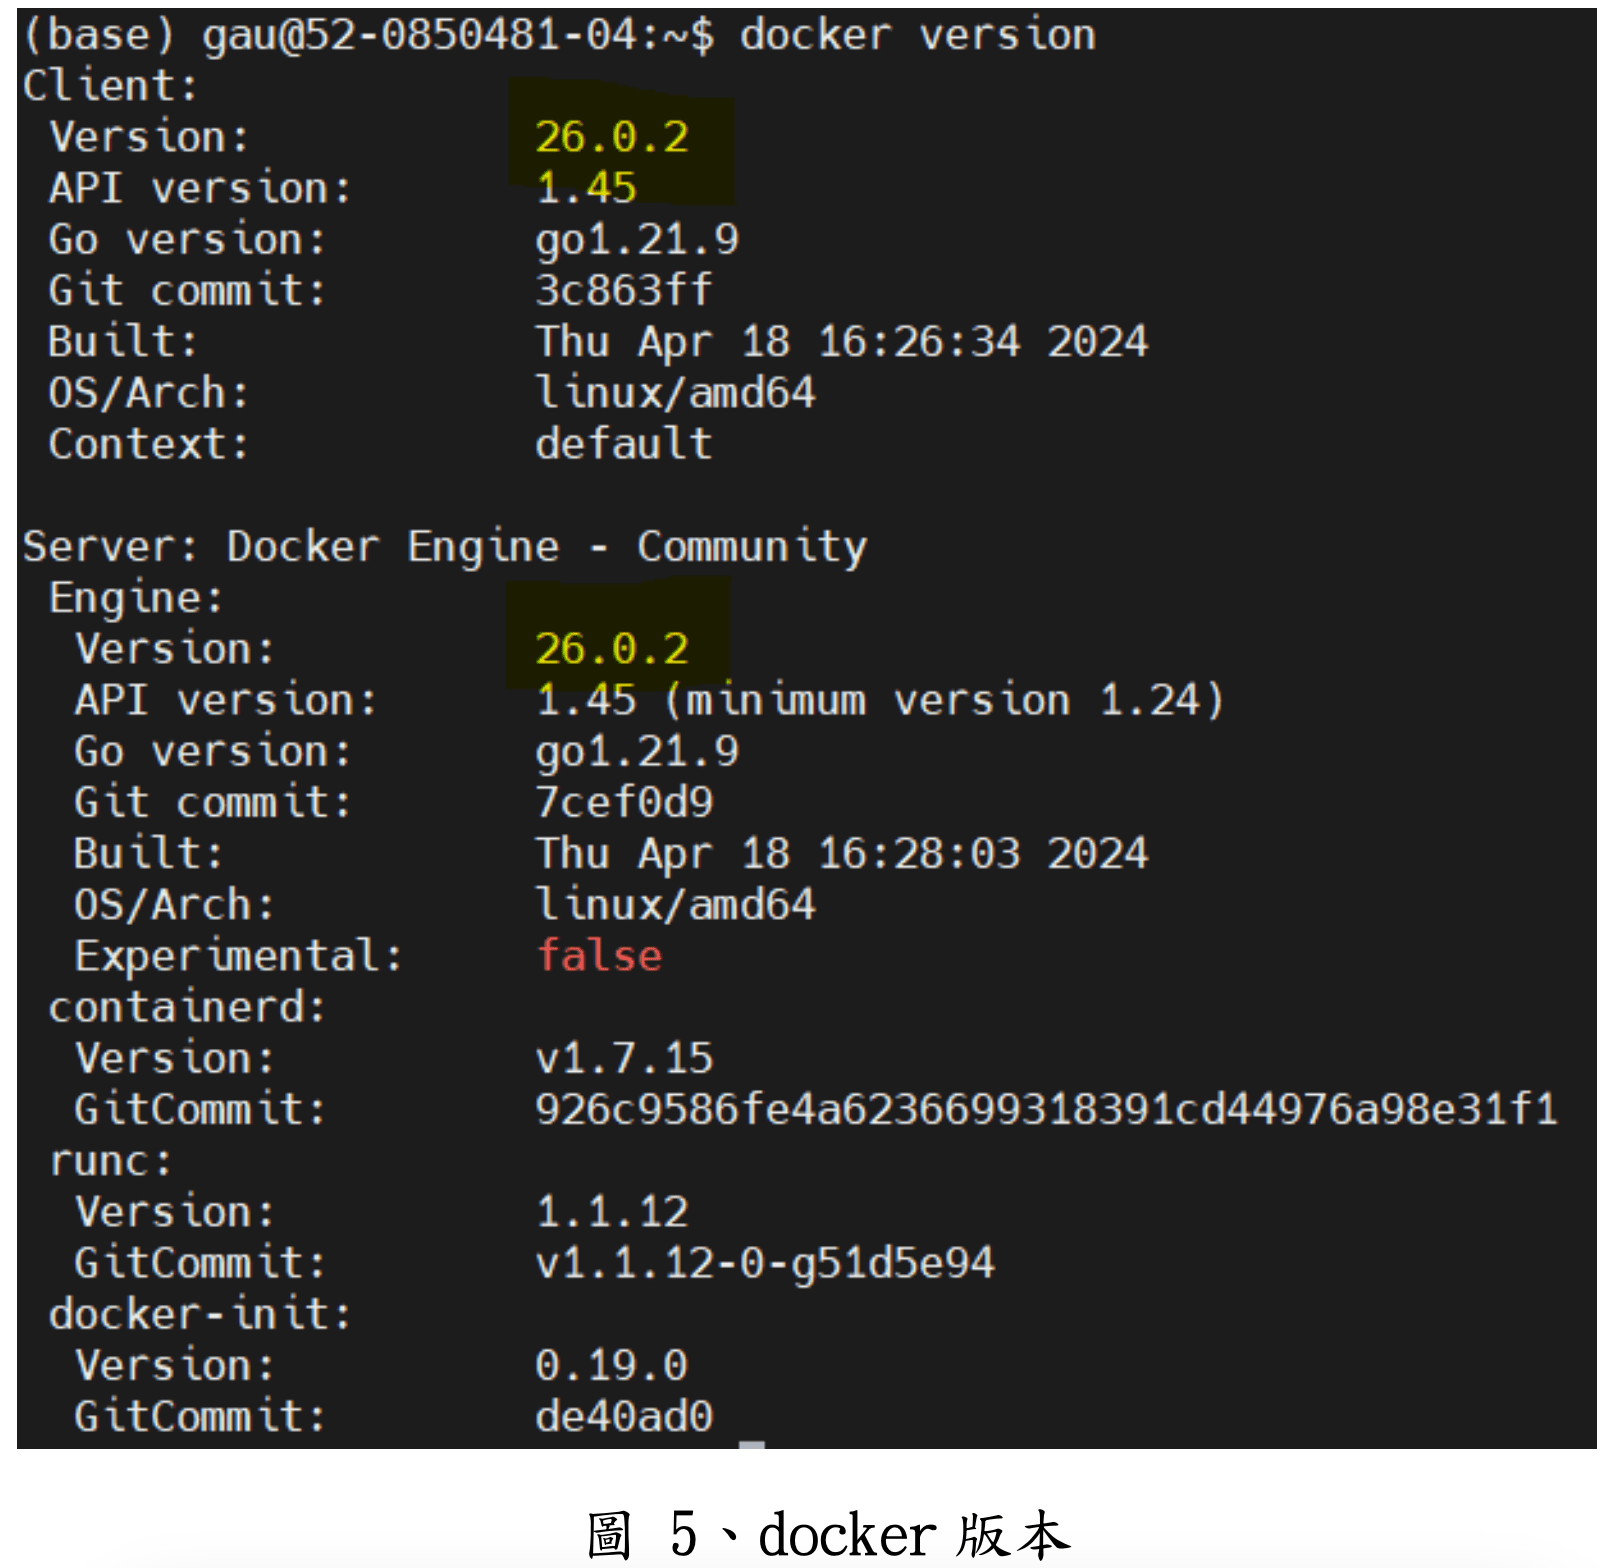 (base) gau@52-0850481-04:~$ docker version
Client:
 Version:           26.0.2
 API version:       1.45
 Go version:        go1.21.9
 Git commit:        3c863ff
 Built:             Thu Apr 18 16:26:34 2024
 OS/Arch:           linux/amd64
 Context:           default

Server: Docker Engine - Community
 Engine:
  Version:          26.0.2
  API version:      1.45 (minimum version 1.24)
  Go version:       go1.21.9
  Git commit:       7cef0d9
  Built:            Thu Apr 18 16:28:03 2024
  OS/Arch:          linux/amd64
  Experimental:     false
 containerd:
  Version:          v1.7.15
  GitCommit:        926c9586fe4a6236699318391cd44976a98e31f1
 runc:
  Version:          1.1.12
  GitCommit:        v1.1.12-0-g51d5e94
 docker-init:
  Version:          0.19.0
  GitCommit:        de40ad0
圖 5、docker 版本